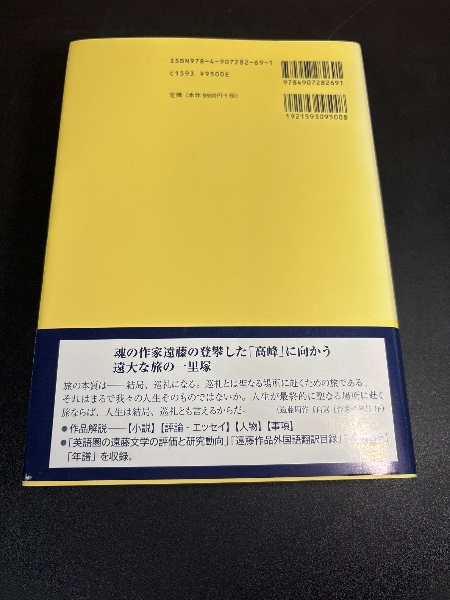 ISBN978-4-907282-69-1
C1593 ¥9500E
定価（本体 9500円＋税）
9784907282691
1921593095008
魂の作家遠藤の登攀した「高峰」に向かう
遠大な旅の一里塚
旅の本質は――結局、巡礼になる。巡礼とは聖なる場所に赴くための旅である。
それはまるで我々の人生そのものではないか。人生が最終的に聖なる場所に赴く
旅ならば、人生は結局、巡礼とも言えるからだ。
（遠藤周作
●作品解説――【小説】【評論・エッセイ】【人物】【事項】
●「英語圏の遠藤文学の評価と研究動向」「遠藤作品外国語翻訳目録」
「年譜」を収録。